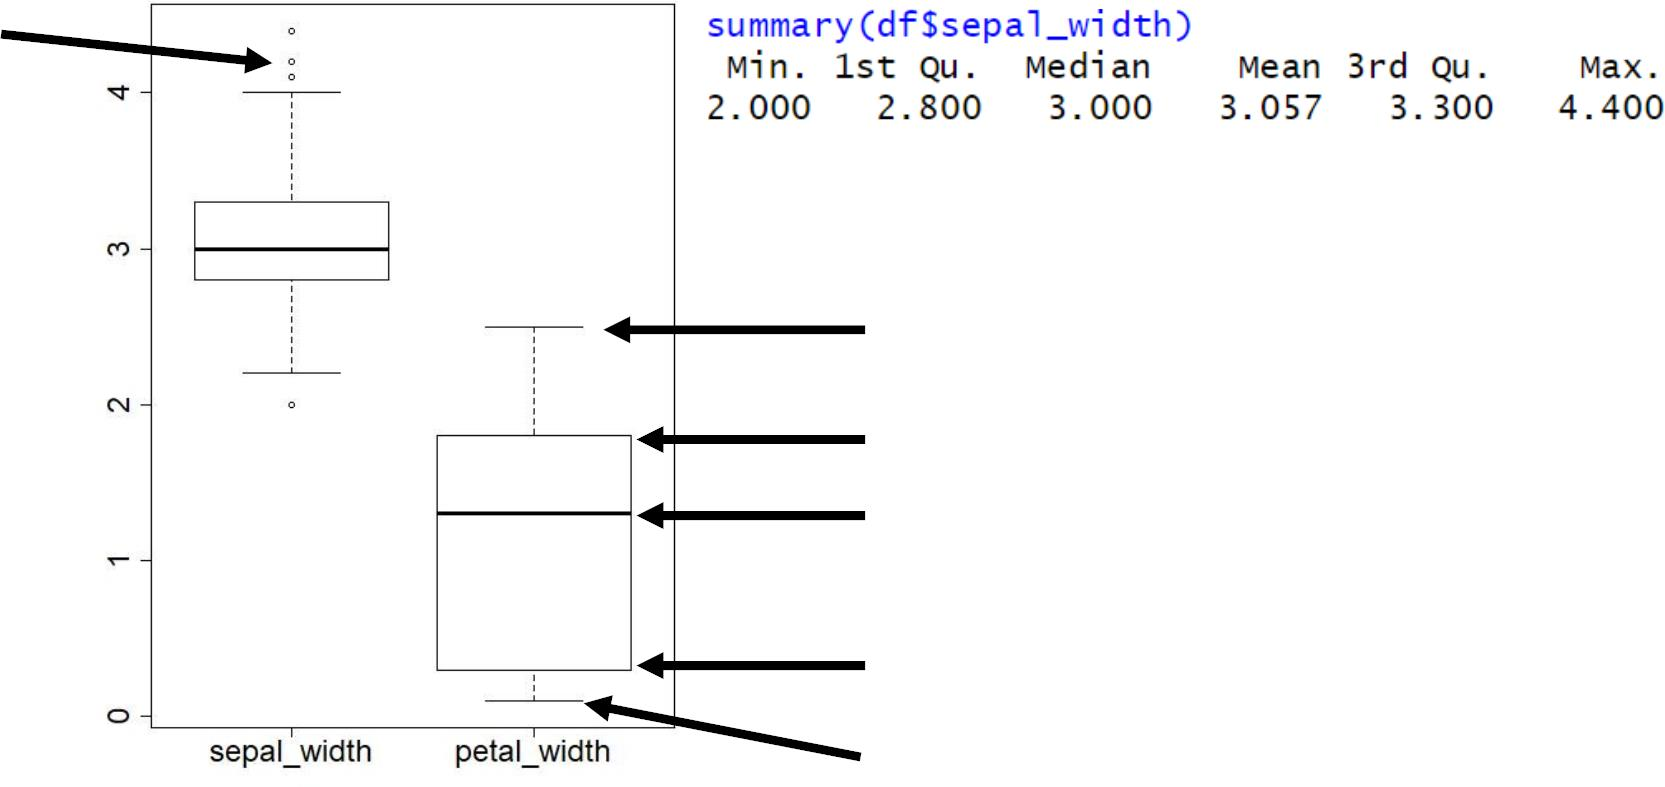 summary(df$sepal_width)
Min. 1st Qu. Median Mean 3rd Qu. Max.
2.000 2.800 3.000 3.057 3.300 4.400
4
3
2
1
0
sepal_width petal_width